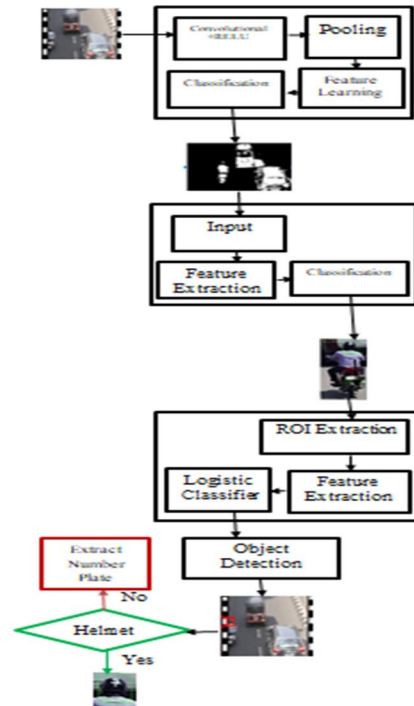 Convolutional
+RELU
Pooling
Classification
Feature
Learning
Input
Feature
Extraction
Classification
ROI Extraction
Logistic
Classifier
Feature
Extraction
Extract
Number
Plate
Object
Detection
No
Helmet
Yes